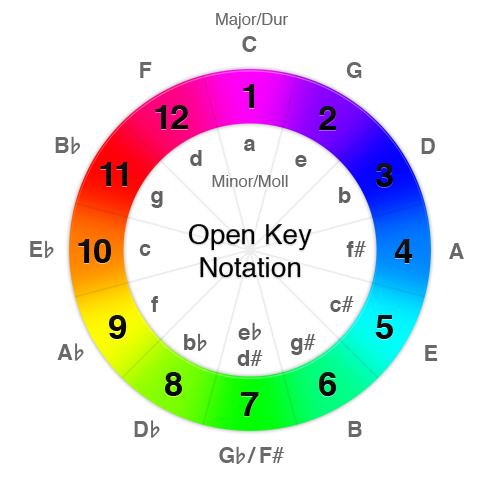 Major/Dur
C
F
G
B♭
D
E♭
A
A♭
E
D♭
B
G♭/F#
1
2
3
4
5
6
7
8
9
10
11
12
a
e
b
f#
c#
g#
e♭
d#
b♭
f
c
g
d
Minor/Moll
Open Key
Notation